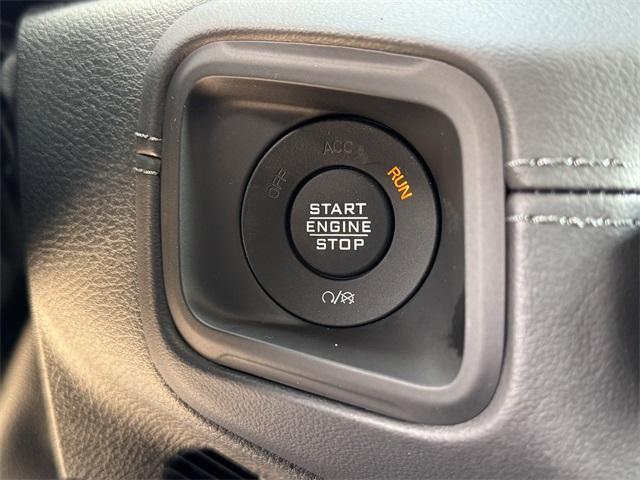 OFF
ACC
RUN
START
ENGINE
STOP